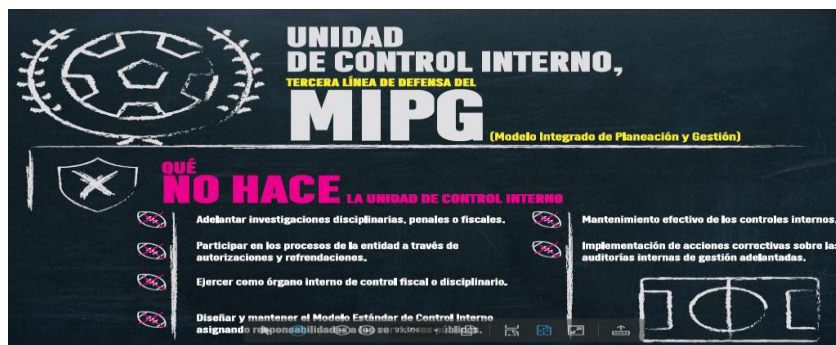 UNIDAD
DE CONTROL INTERNO,
TERCERA LÍNEA DE DEFENSA DEL
MIPG
(Modelo Integrado de Planeación y Gestión)
QUÉ
NO HACE
LA UNIDAD DE CONTROL INTERNO
Adelantar investigaciones disciplinarias, penales o fiscales.
Participar en los procesos de la entidad a través de
autorizaciones y refrendaciones.
Ejercer como órgano interno de control fiscal o disciplinario.
Diseñar y mantener el Modelo Estándar de Control Interno
asignando responsabilidades a los
Mantenimiento efectivo de los controles internos.
Implementación de acciones correctivas sobre las
auditorías internas de gestión adelantadas.